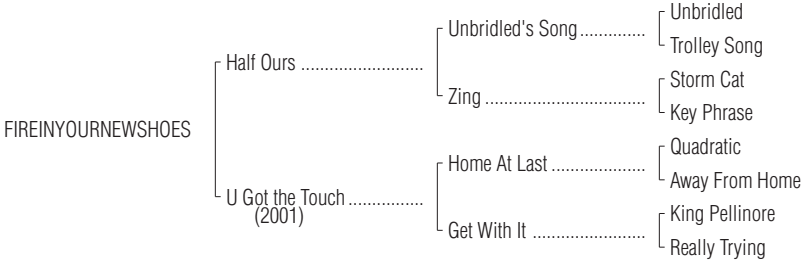 Unbridled
Unbridled's Song..............
Trolley Song
Half Ours ..........................
Storm Cat
Zing ..................................
Key Phrase
FIREINYOURNEWSHOES
Quadratic
Home At Last ....................
Away From Home
U Got the Touch................
(2001)
King Pellinore
Get With It ........................
Really Trying